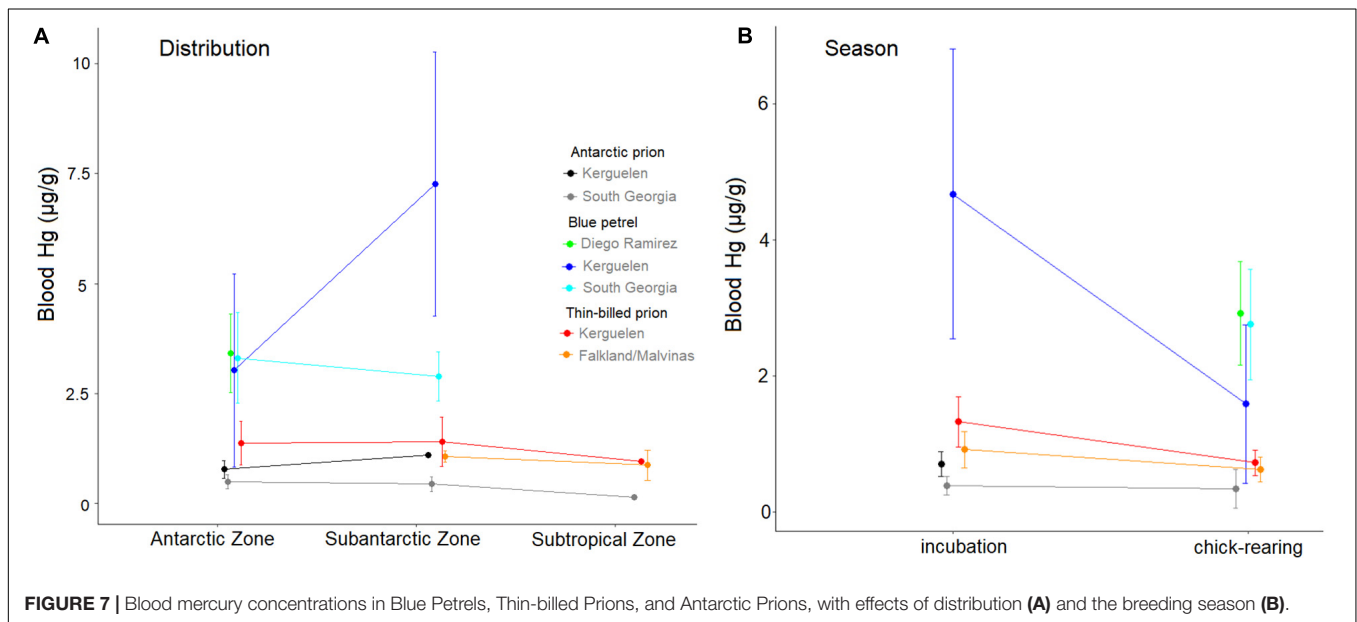 A
Distribution
Blood Hg (µg/g)
10
7.5
5
2.5
0
Antarctic Zone
Subantarctic Zone
Subtropical Zone
Antarctic prion
Kerguelen
South Georgia
Blue petrel
Diego Ramirez
Kerguelen
South Georgia
Thin-billed prion
Kerguelen
Falkland/Malvinas
B
Season
Blood Hg (µg/g)
6
4
2
0
incubation
chick-rearing
FIGURE 7 | Blood mercury concentrations in Blue Petrels, Thin-billed Prions, and Antarctic Prions, with effects of distribution (A) and the breeding season (B).